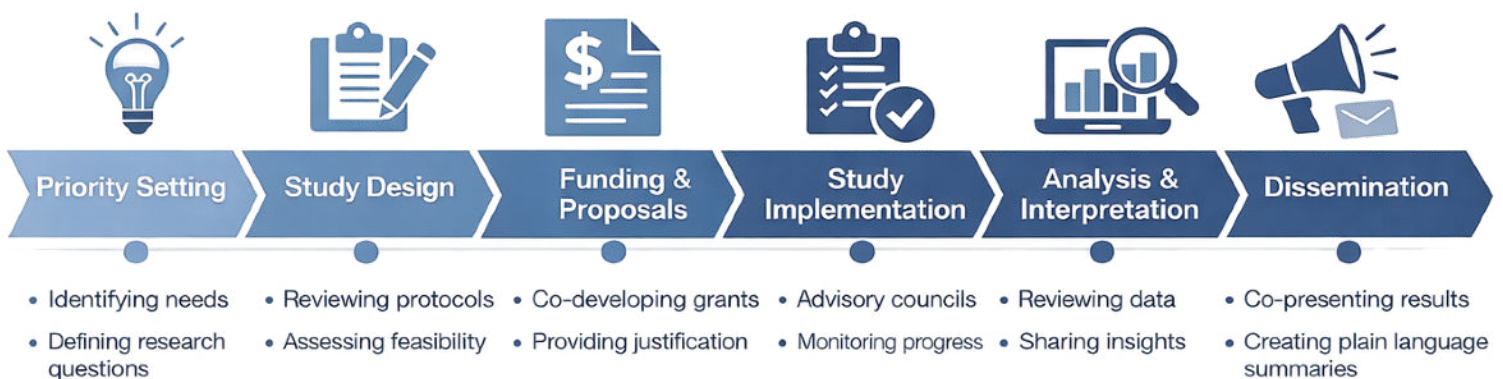 $
Priority Setting
Study Design
Funding &
Proposals
Study
Implementation
Analysis &
Interpretation
Dissemination
• Identifying needs
• Defining research
questions
• Reviewing protocols
• Assessing feasibility
• Co-developing grants
• Providing justification
• Advisory councils
• Monitoring progress
• Reviewing data
• Sharing insights
• Co-presenting results
• Creating plain language
summaries